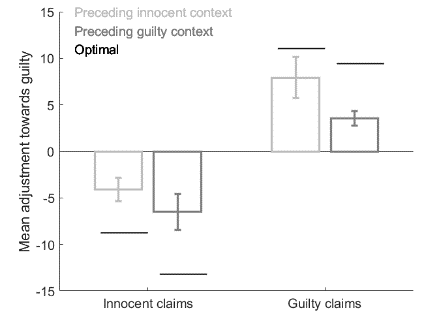 15
Preceding innocent context
Preceding guilty context
Optimal
10
5
0
-5
-10
-15
Mean adjustment towards guilty
Innocent claims
Guilty claims